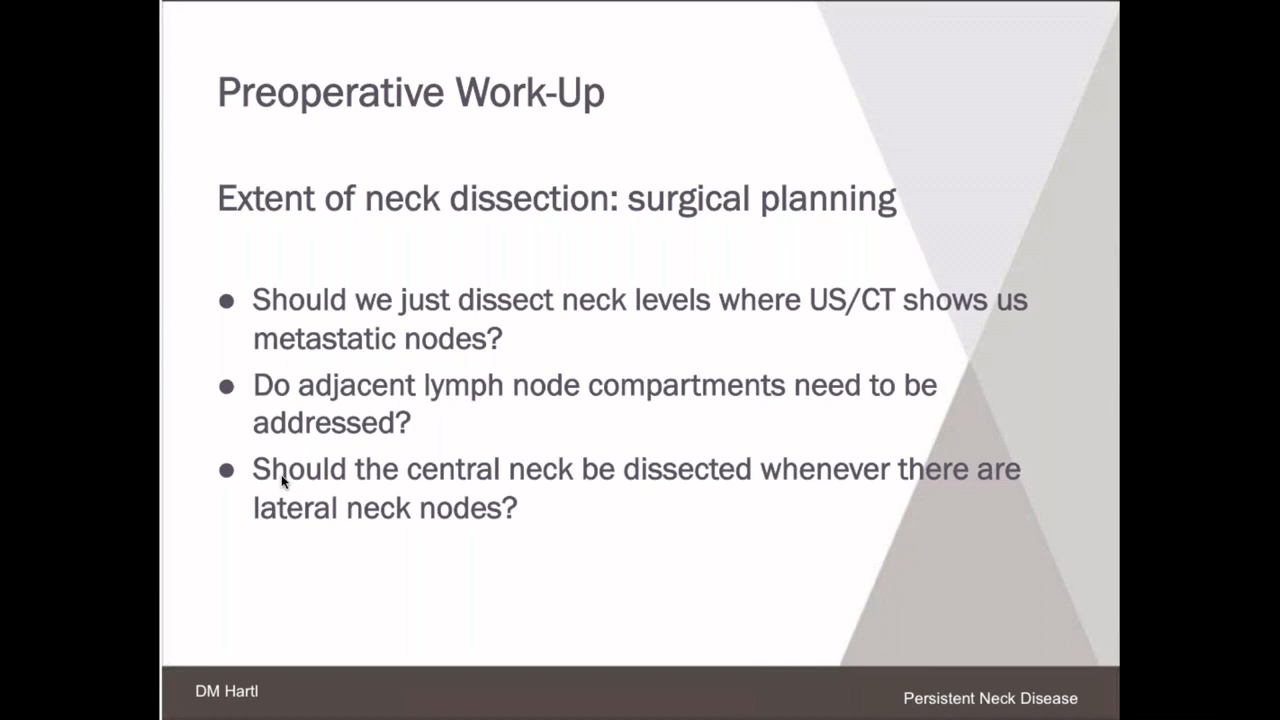 Preoperative Work-Up
Extent of neck dissection: surgical planning
● Should we just dissect neck levels where US/CT shows us
metastatic nodes?
● Do adjacent lymph node compartments need to be
addressed?
● Should the central neck be dissected whenever there are
lateral neck nodes?
DM Hartl
Persistent Neck Disease